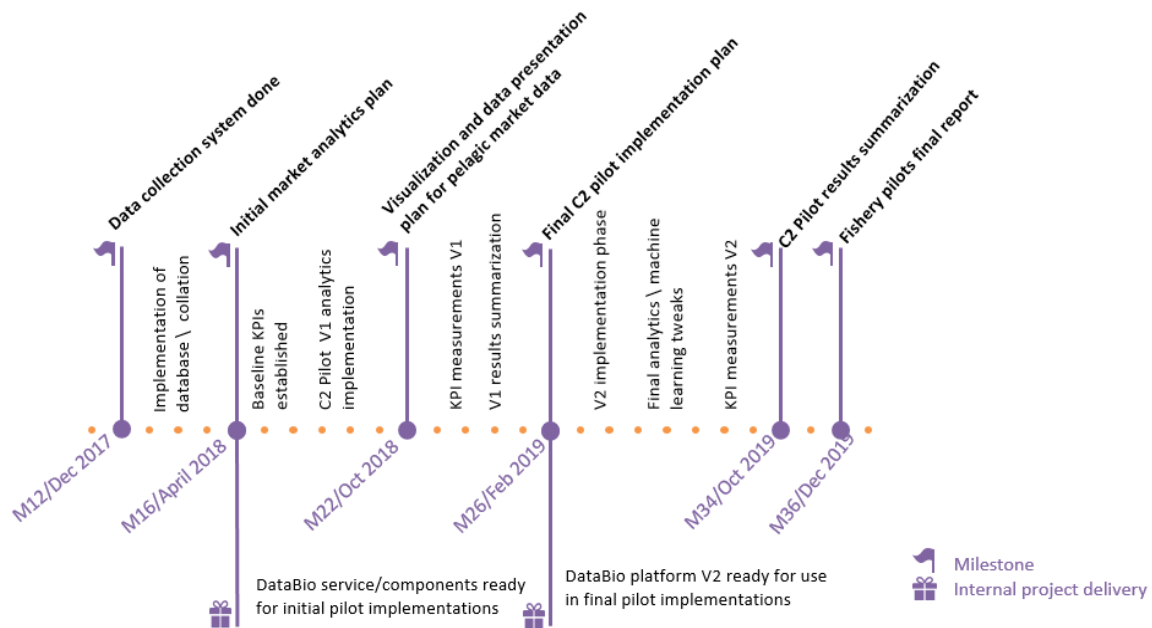 Data collection system done
Initial market analytics plan
Visualization and data presentation
plan for pelagic market data
Final C2 pilot implementation plan
C2 Pilot results summarization
Fishery pilots final report
Implementation of
database \ collation
Baseline KPIs
established
C2 Pilot V1 analytics
implementation
KPI measurements V1
V1 results summarization
V2 implementation phase
Final analytics \ machine
learning tweaks
KPI measurements V2
M12/Dec 2017
M16/April 2018
M22/Oct 2018
M26/Feb 2019
M34/Oct 2019
M36/Dec 2019
DataBio service/components ready
for initial pilot implementations
DataBio platform V2 ready for use
in final pilot implementations
Milestone
Internal project delivery